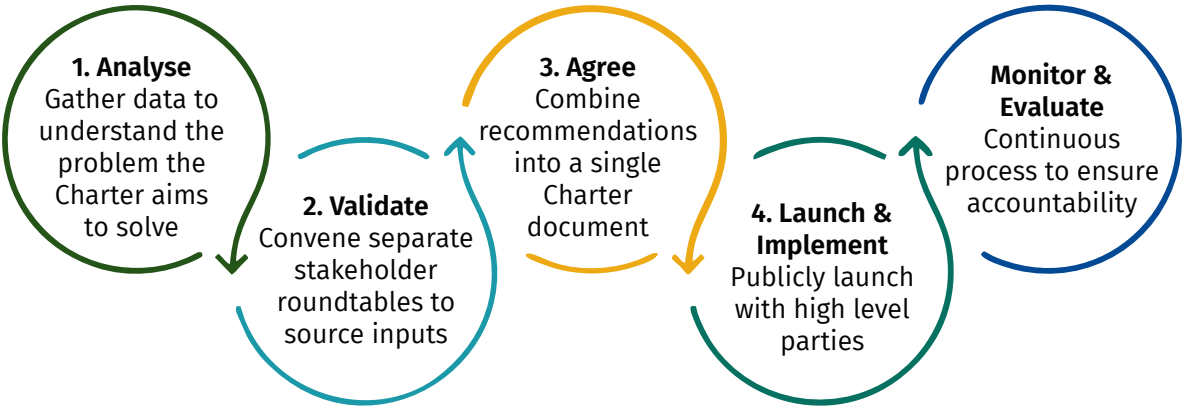 1. Analyse
Gather data to
understand the
problem the
Charter aims
to solve
2. Validate
Convene separate
stakeholder
roundtables to
source inputs
3. Agree
Combine
recommendations
into a single
Charter
document
4. Launch &
Implement
Publicly launch
with high level
parties
Monitor &
Evaluate
Continuous
process to ensure
accountability